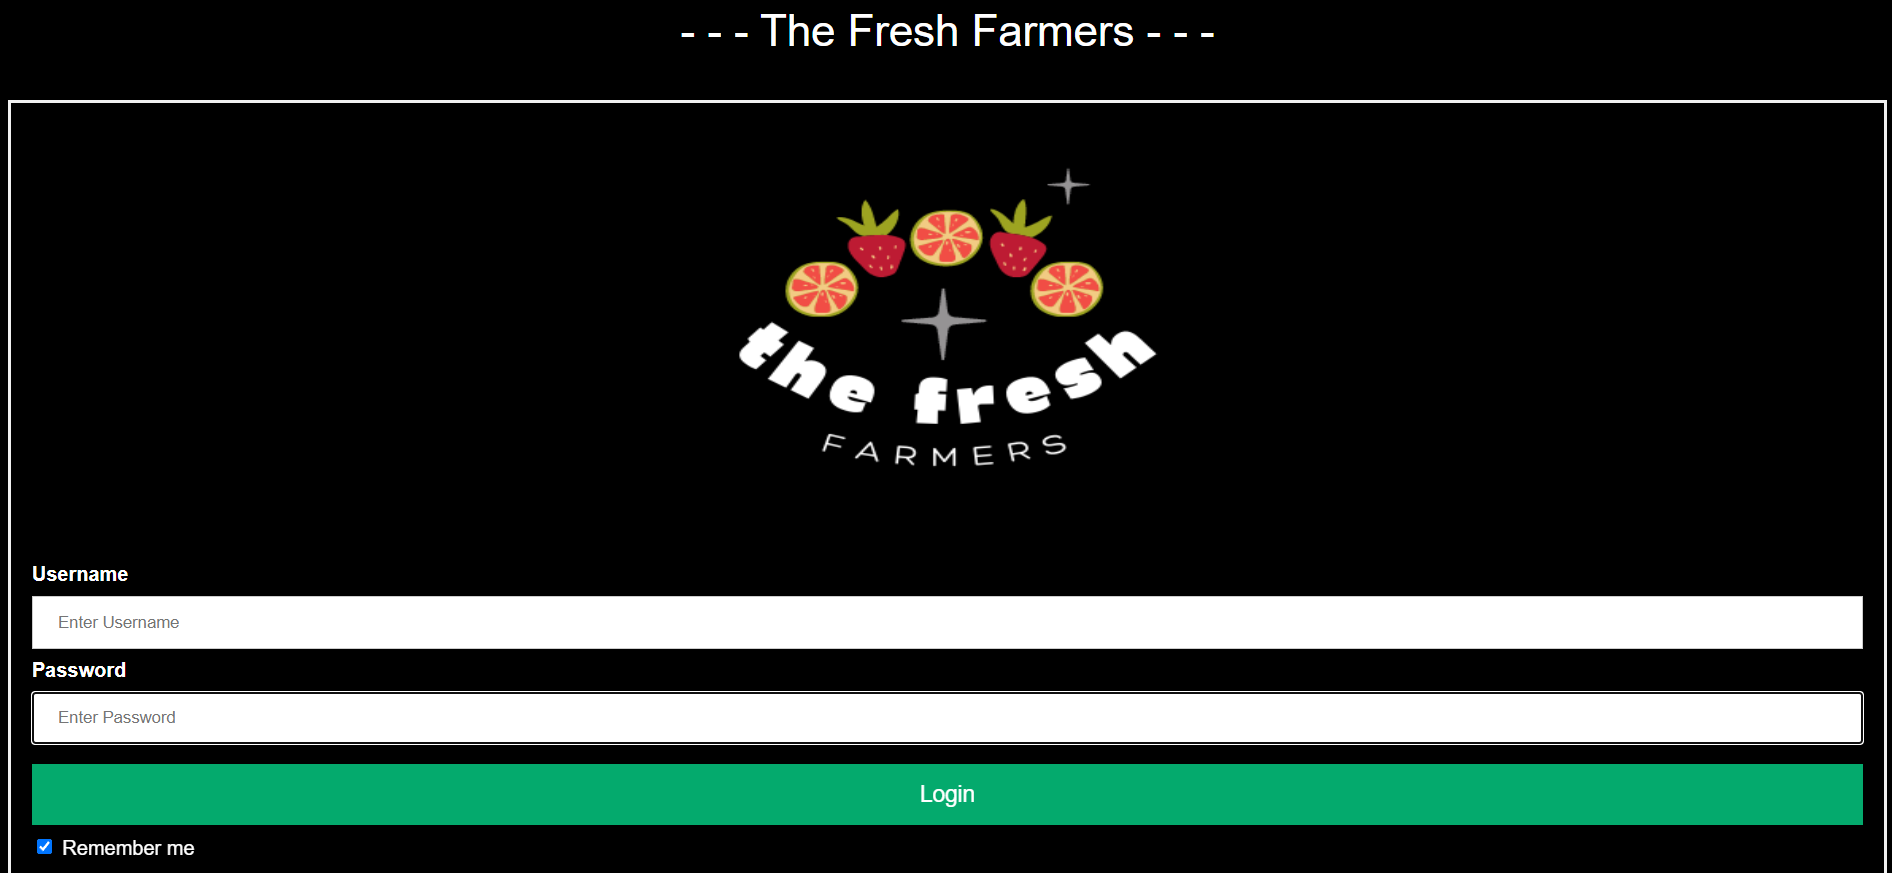 - - - The Fresh Farmers - - -
the fresh
FARMERS
Username
Enter Username
Password
Enter Password
Login
Remember me